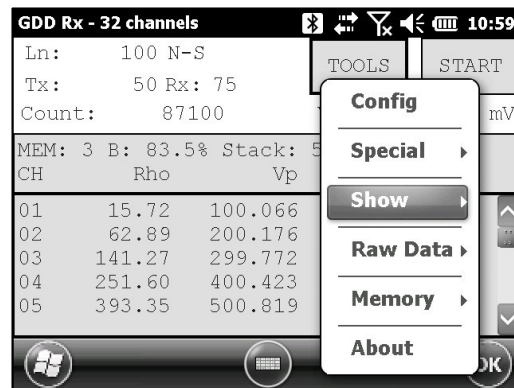 GDD Rx - 32 channels 10:59
Ln: 100 N-S
Tx: 50 Rx: 75
Count: 87100
TOOLS START
mV
MEM: 3 B: 83.5% Stack: 5
CH Rho Vp
01 15.72 100.066
02 62.89 200.176
03 141.27 299.772
04 251.60 400.423
05 393.35 500.819
Config
Special
Show
Raw Data
Memory
About
OK